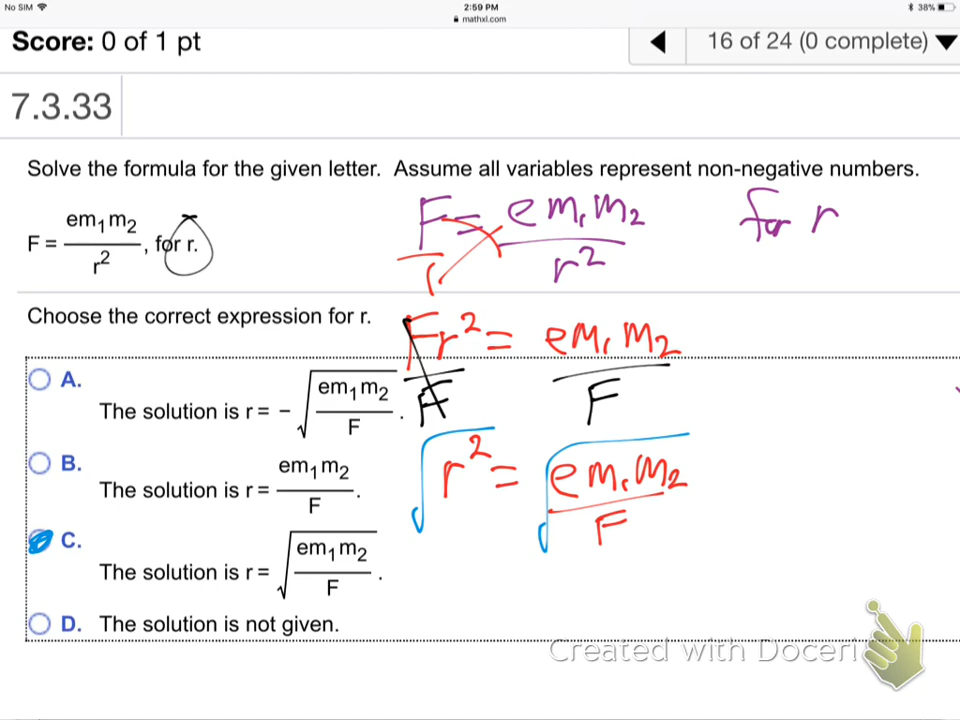 No SIM 2:59 PM 38%
mathxl.com
Score: 0 of 1 pt
16 of 24 (0 complete)
7.3.33
Solve the formula for the given letter. Assume all variables represent non-negative numbers.
F = em₁m₂ / r², for r.
F = em₁m₂ / r² for r
1
Choose the correct expression for r.
Fr² = em₁m₂
F F
A. The solution is r = − √(em₁m₂ / F).
√r² = √(em₁m₂ / F)
B. The solution is r = em₁m₂ / F.
C. The solution is r = √(em₁m₂ / F).
D. The solution is not given.
Created with Doceri